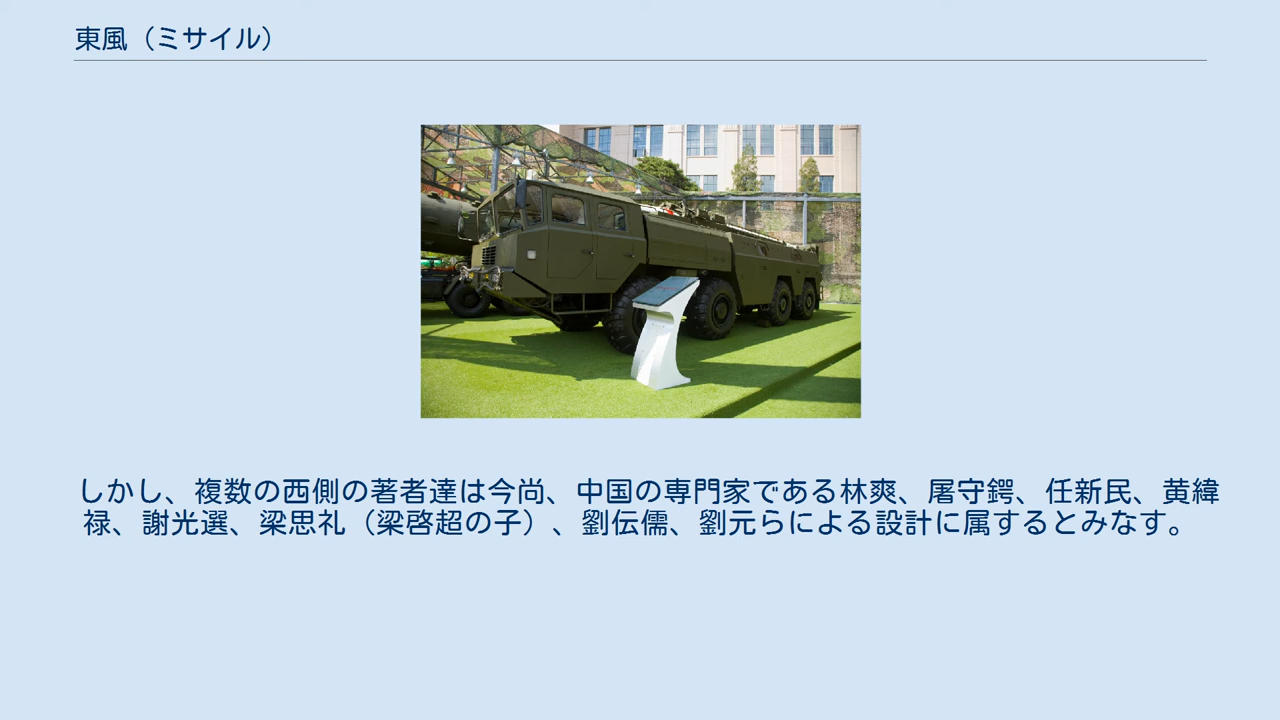 東風（ミサイル）
しかし、複数の西側の著者達は今尚、中国の専門家である林爽、屠守鍔、任新民、黄緯
禄、謝光選、梁思礼（梁啓超の子）、劉伝儒、劉元らによる設計に属するとみなす。